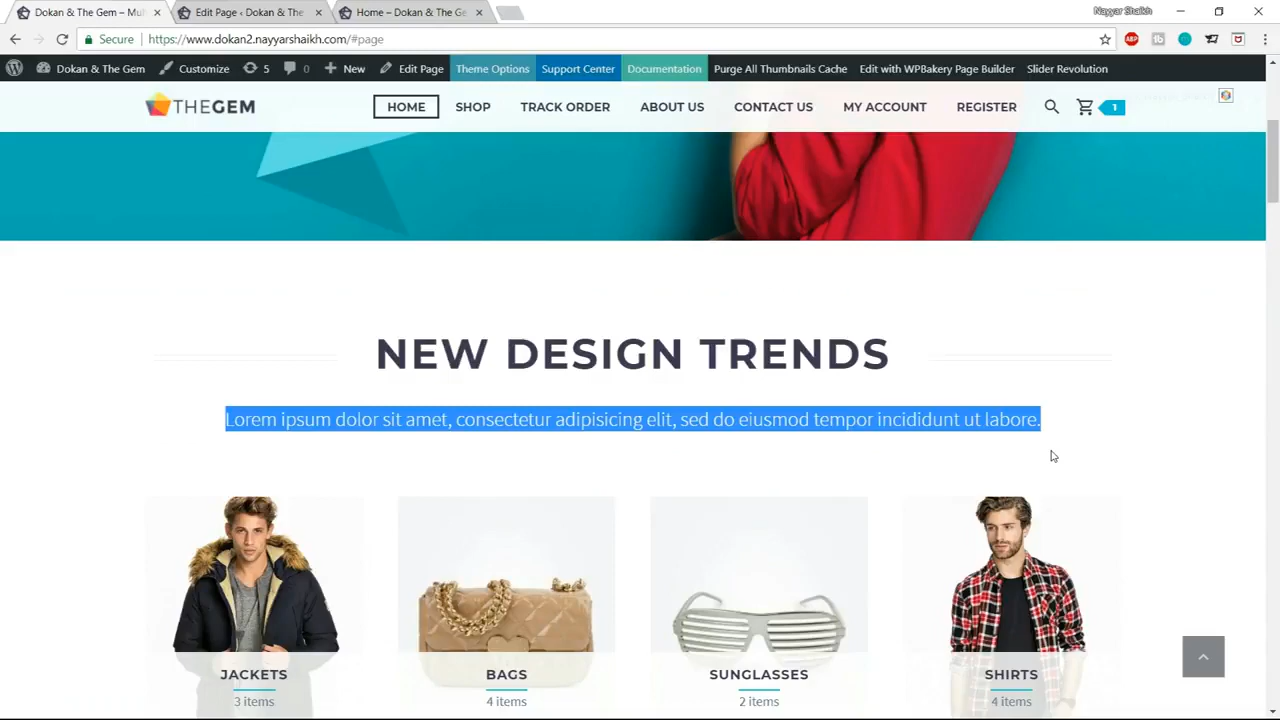 Dokan & The Gem – Mul
Edit Page ‹ Dokan & The
Home – Dokan & The Ge
Nayyar Shaikh
Secure
https://www.dokan2.nayyarshaikh.com/#page
ABP
Dokan & The Gem
Customize
5
0
New
Edit Page
Theme Options
Support Center
Documentation
Purge All Thumbnails Cache
Edit with WPBakery Page Builder
Slider Revolution
THEGEM
HOME
SHOP
TRACK ORDER
ABOUT US
CONTACT US
MY ACCOUNT
REGISTER
1
NEW DESIGN TRENDS
Lorem ipsum dolor sit amet, consectetur adipisicing elit, sed do eiusmod tempor incididunt ut labore.
JACKETS
3 items
BAGS
4 items
SUNGLASSES
2 items
SHIRTS
4 items